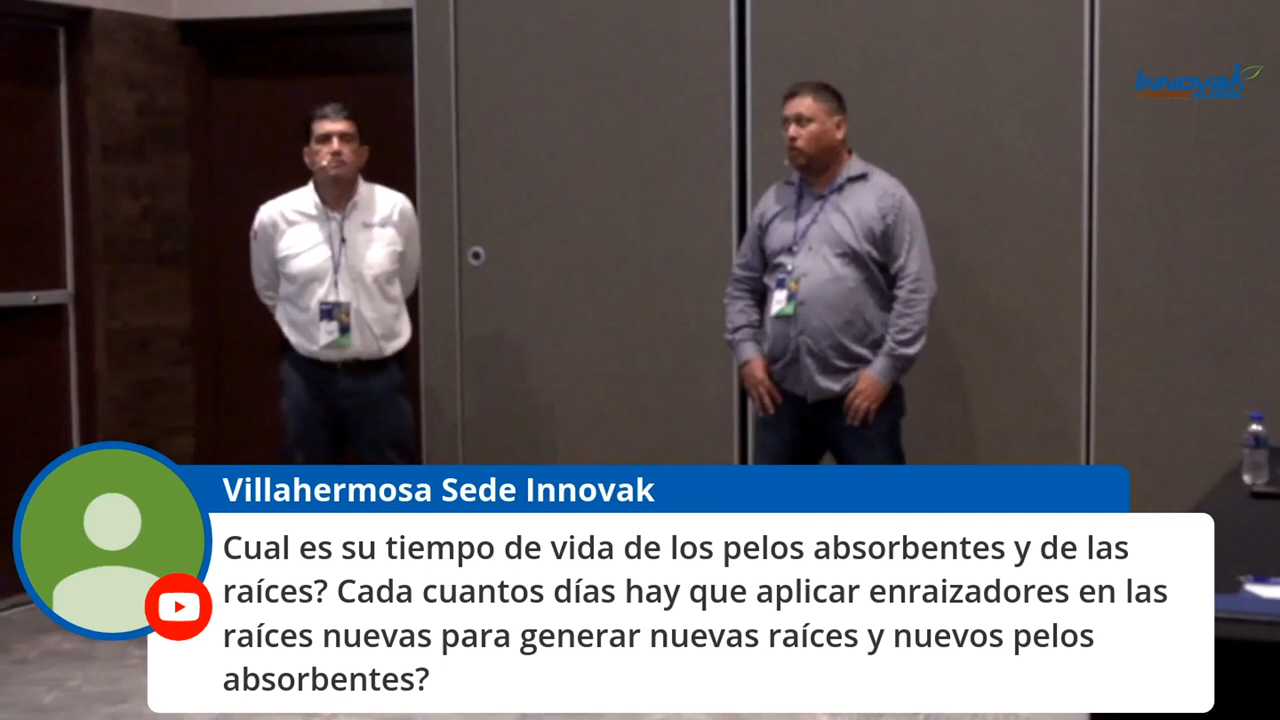 Innovak
Villahermosa Sede Innovak
Cual es su tiempo de vida de los pelos absorbentes y de las
raíces? Cada cuantos días hay que aplicar enraizadores en las
raíces nuevas para generar nuevas raíces y nuevos pelos
absorbentes?